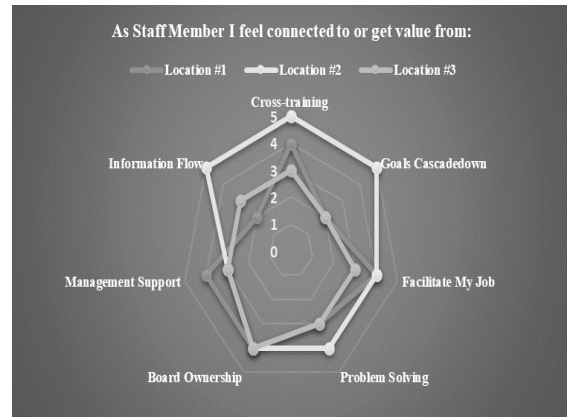 As Staff Member I feel connected to or get value from:
Location #1 Location #2 Location #3
Cross-training
5
4
3
2
1
0
Information Flow
Goals Cascadedown
Management Support
Facilitate My Job
Board Ownership
Problem Solving